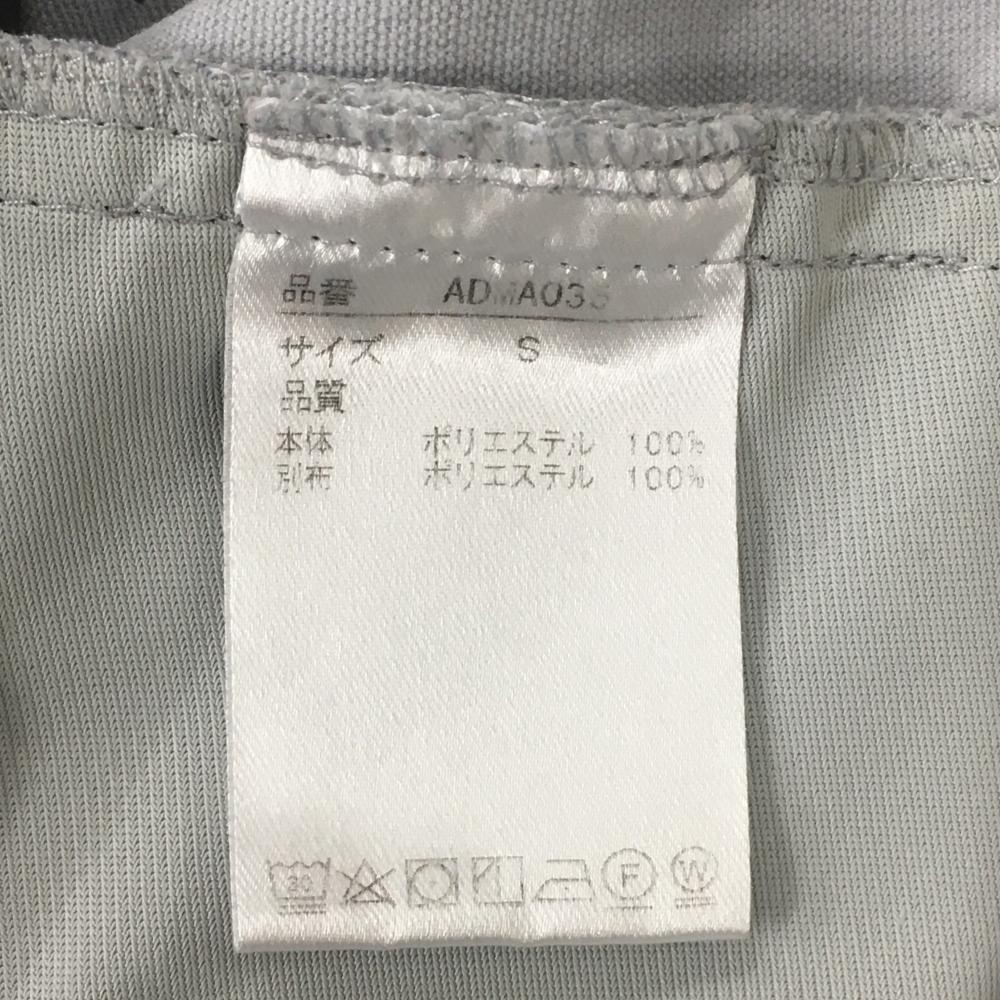 品番 ADMA035
サイズ S
品質
本体 ポリエステル 100%
別布 ポリエステル 100%
30 F W